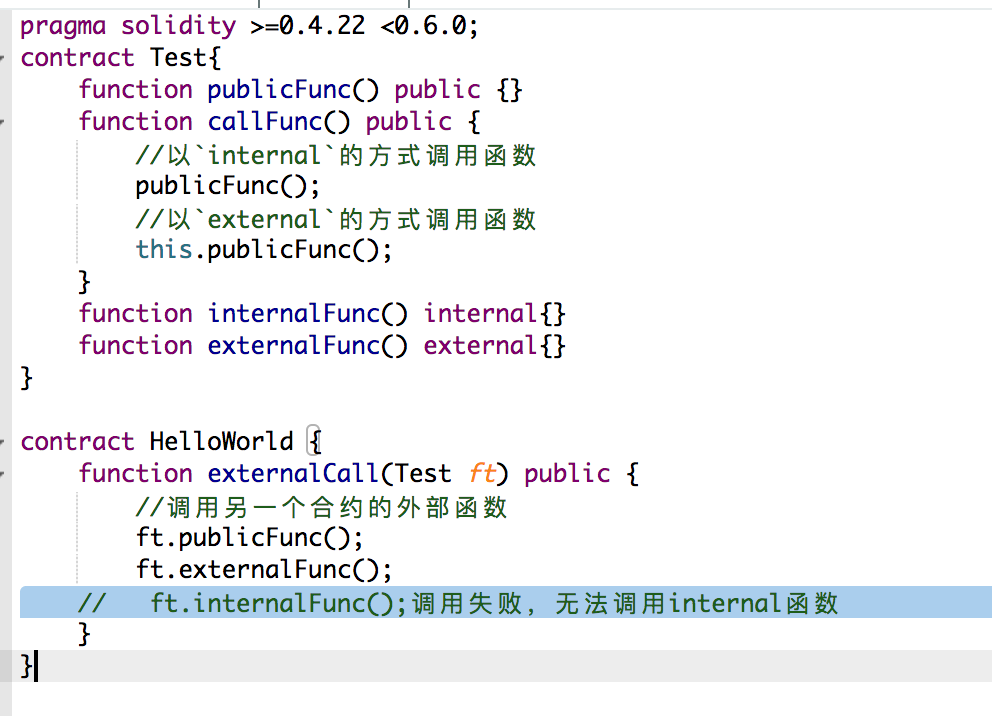 pragma solidity >=0.4.22 <0.6.0;
contract Test{
    function publicFunc() public {}
    function callFunc() public {
        //以`internal`的方式调用函数
        publicFunc();
        //以`external`的方式调用函数
        this.publicFunc();
    }
    function internalFunc() internal{}
    function externalFunc() external{}
}

contract HelloWorld {
    function externalCall(Test ft) public {
        //调用另一个合约的外部函数
        ft.publicFunc();
        ft.externalFunc();
    //   ft.internalFunc();调用失败，无法调用internal函数
    }
}